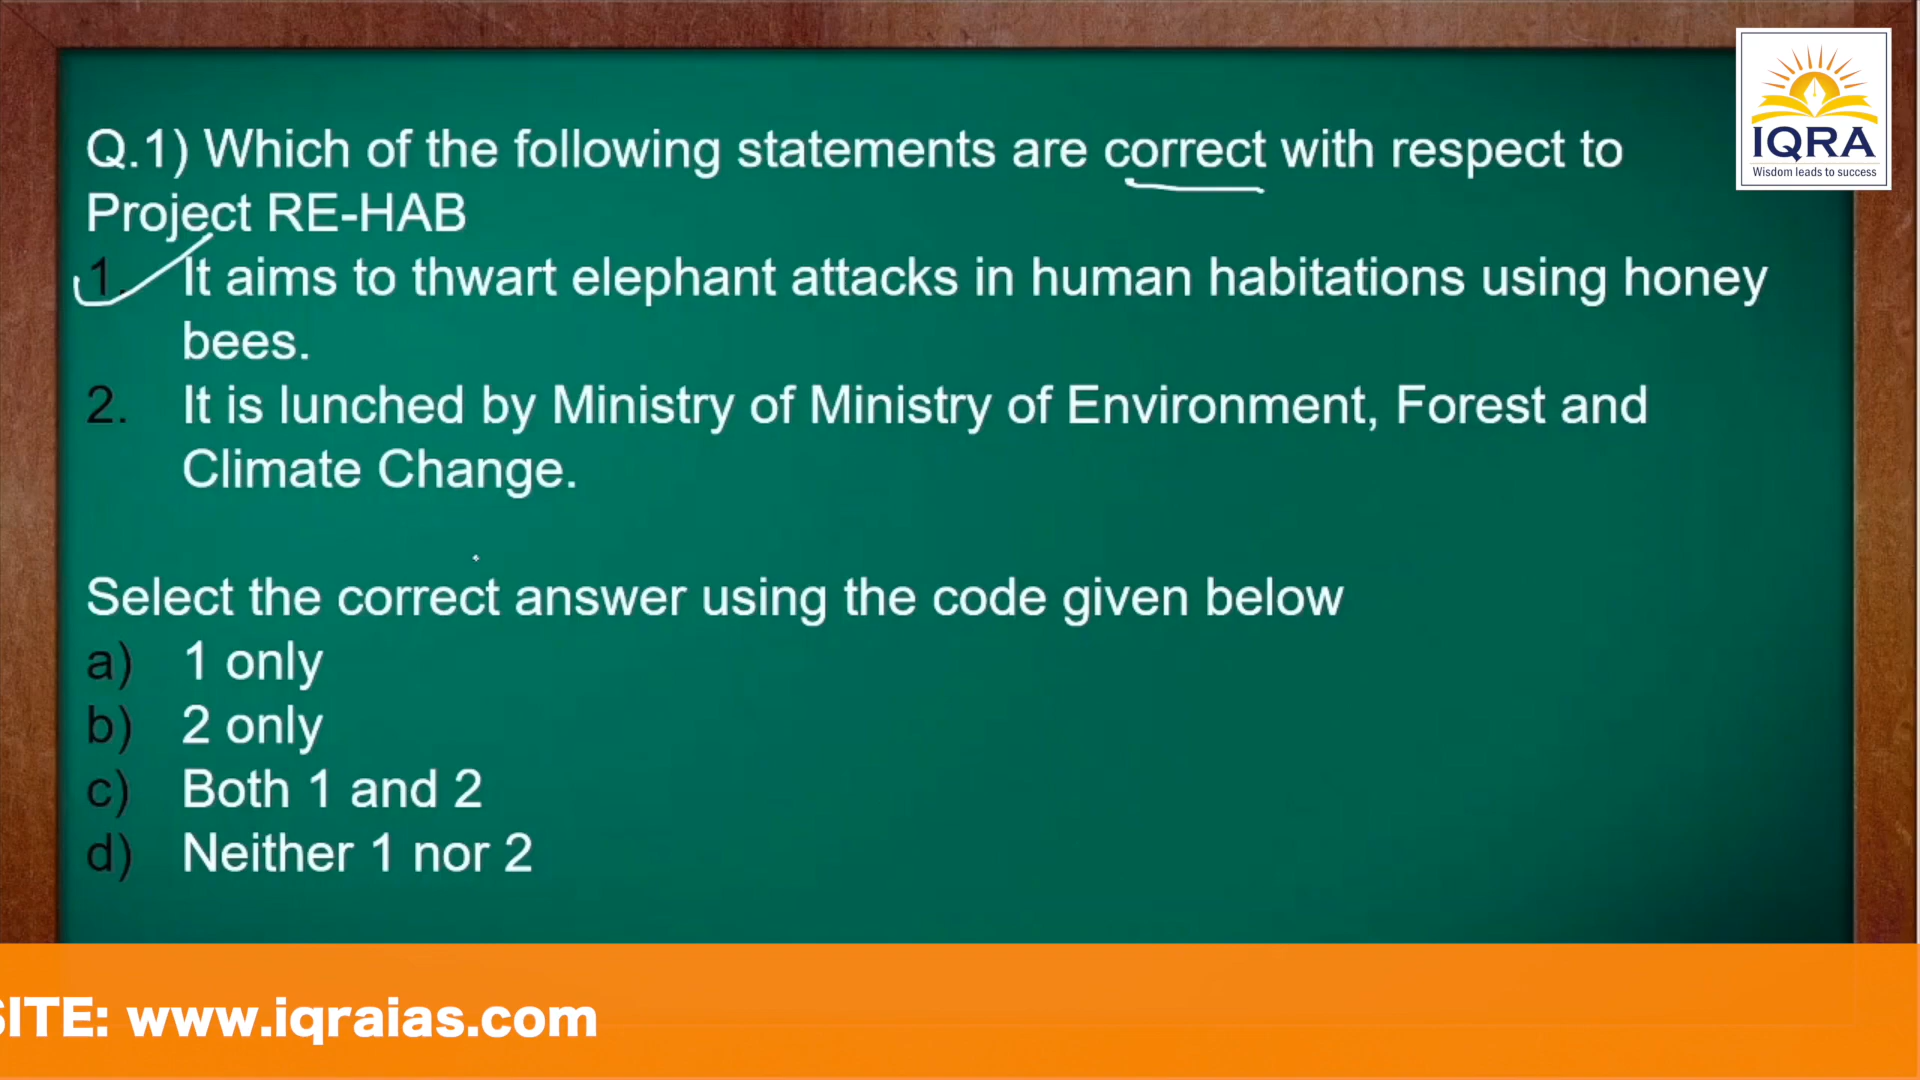 IQRA
Wisdom leads to success
Q.1) Which of the following statements are correct with respect to
Project RE-HAB
1. It aims to thwart elephant attacks in human habitations using honey
bees.
2. It is lunched by Ministry of Ministry of Environment, Forest and
Climate Change.
Select the correct answer using the code given below
a) 1 only
b) 2 only
c) Both 1 and 2
d) Neither 1 nor 2
SITE: www.iqraias.com